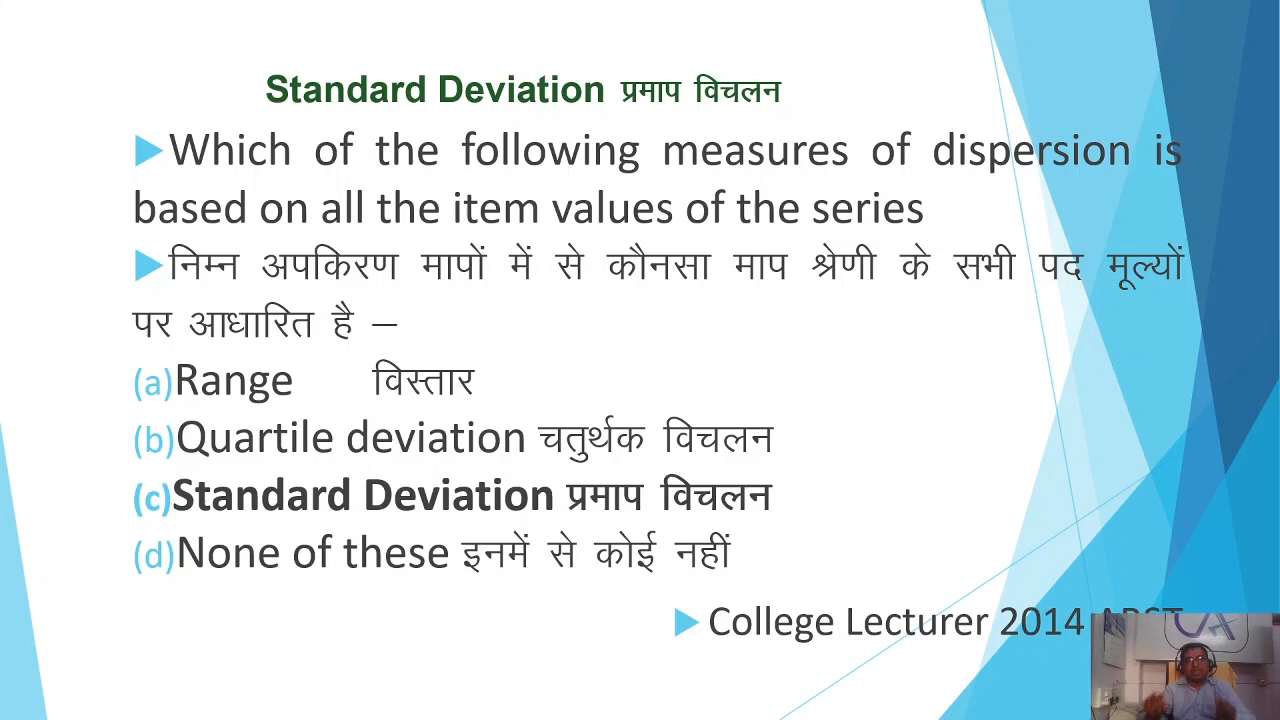 Standard Deviation प्रमाप विचलन
Which of the following measures of dispersion is
based on all the item values of the series
निम्न अपकिरण मापों में से कौनसा माप श्रेणी के सभी पद मूल्यों
पर आधारित है –
(a)Range विस्तार
(b)Quartile deviation चतुर्थक विचलन
(c)Standard Deviation प्रमाप विचलन
(d)None of these इनमें से कोई नहीं
College Lecturer 2014